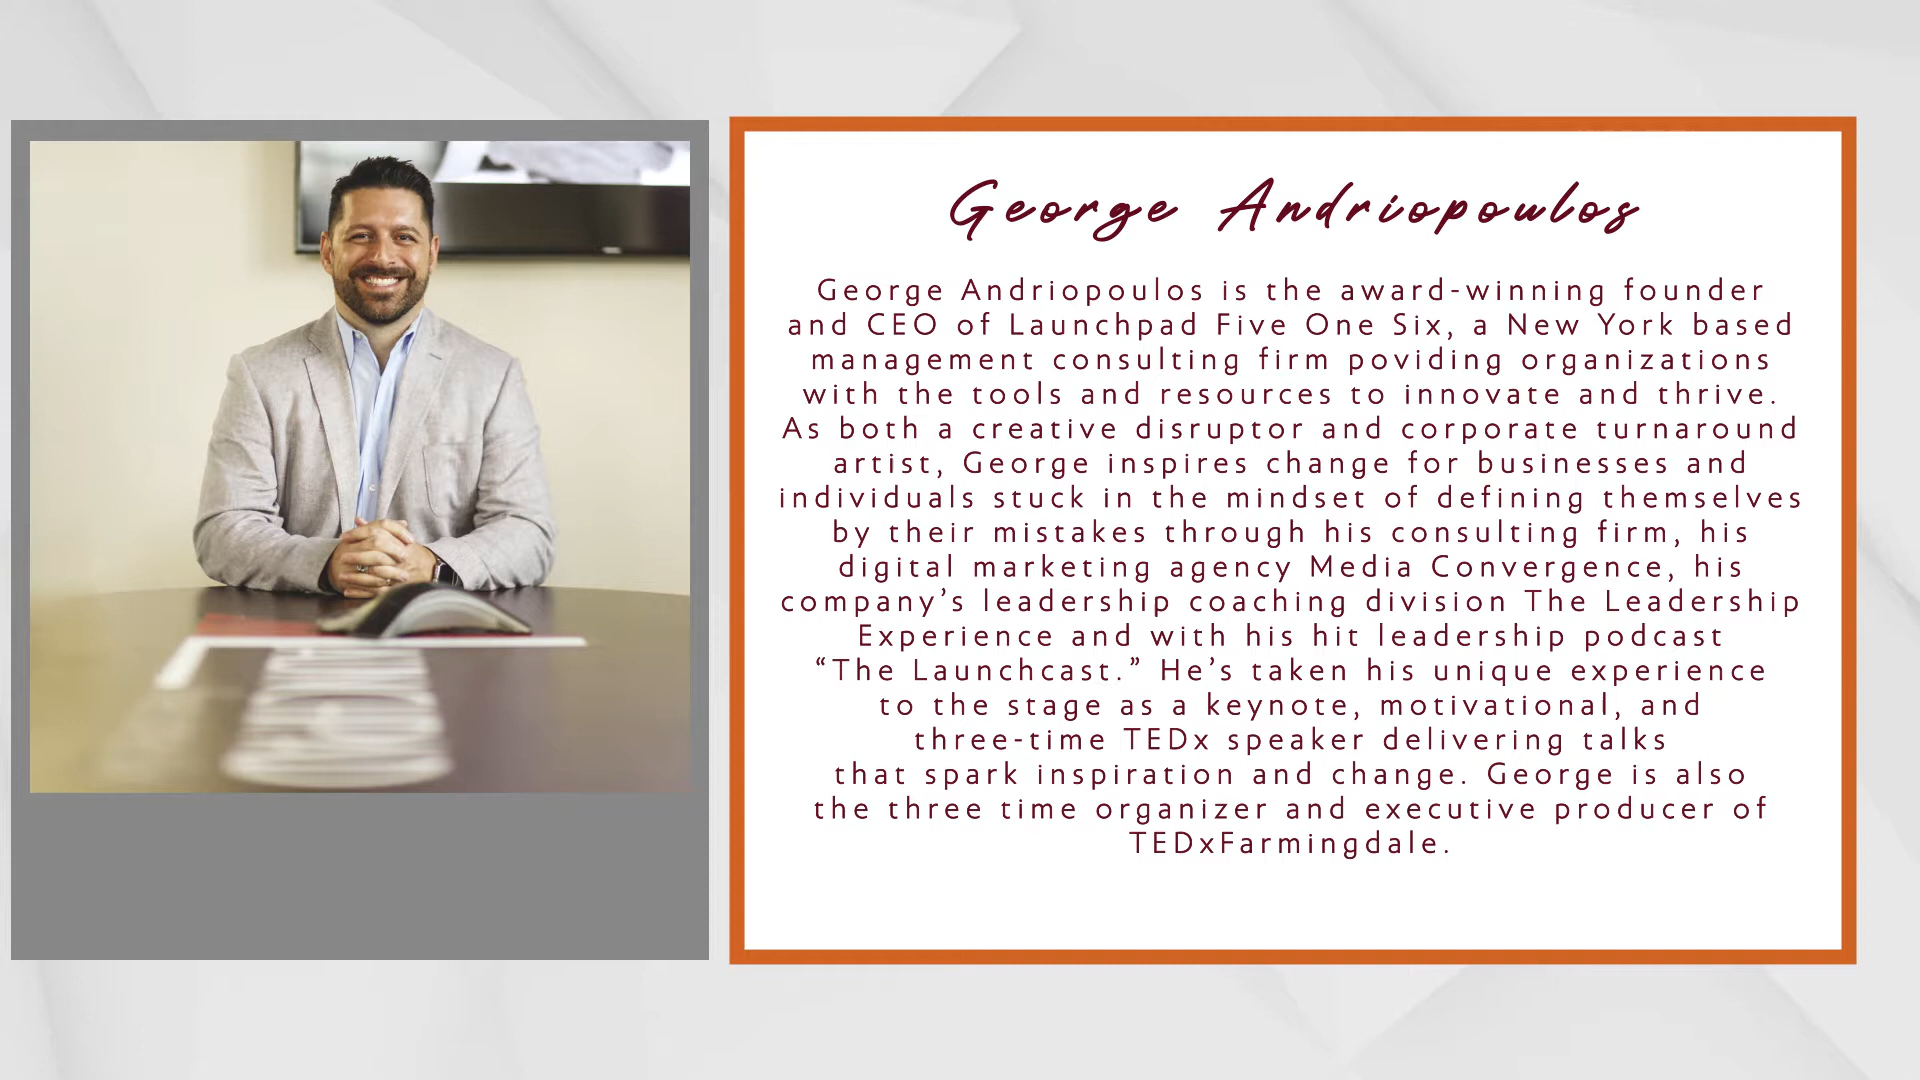 George Andriopoulos
George Andriopoulos is the award-winning founder
and CEO of Launchpad Five One Six, a New York based
management consulting firm poviding organizations
with the tools and resources to innovate and thrive.
As both a creative disruptor and corporate turnaround
artist, George inspires change for businesses and
individuals stuck in the mindset of defining themselves
by their mistakes through his consulting firm, his
digital marketing agency Media Convergence, his
company’s leadership coaching division The Leadership
Experience and with his hit leadership podcast
“The Launchcast.” He’s taken his unique experience
to the stage as a keynote, motivational, and
three-time TEDx speaker delivering talks
that spark inspiration and change. George is also
the three time organizer and executive producer of
TEDxFarmingdale.